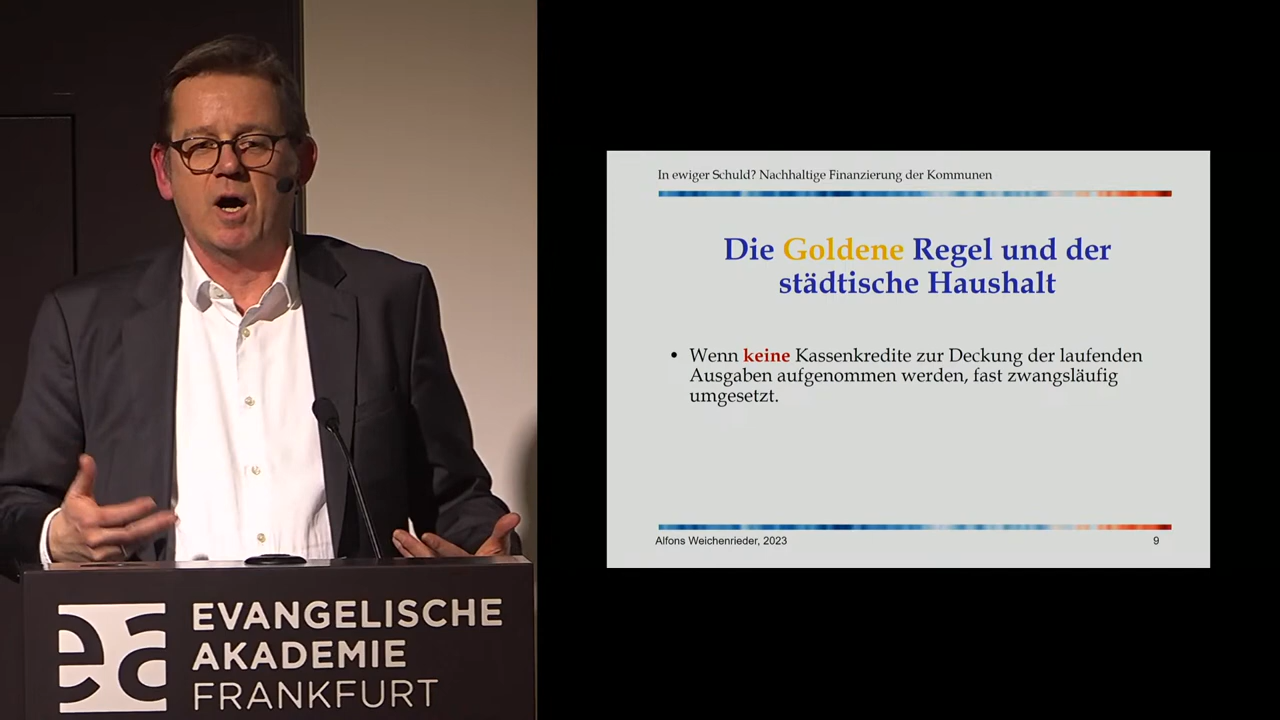 In ewiger Schuld? Nachhaltige Finanzierung der Kommunen
Die Goldene Regel und der
städtische Haushalt
• Wenn keine Kassenkredite zur Deckung der laufenden
Ausgaben aufgenommen werden, fast zwangsläufig
umgesetzt.
Alfons Weichenrieder, 2023
9
ea
EVANGELISCHE
AKADEMIE
FRANKFURT